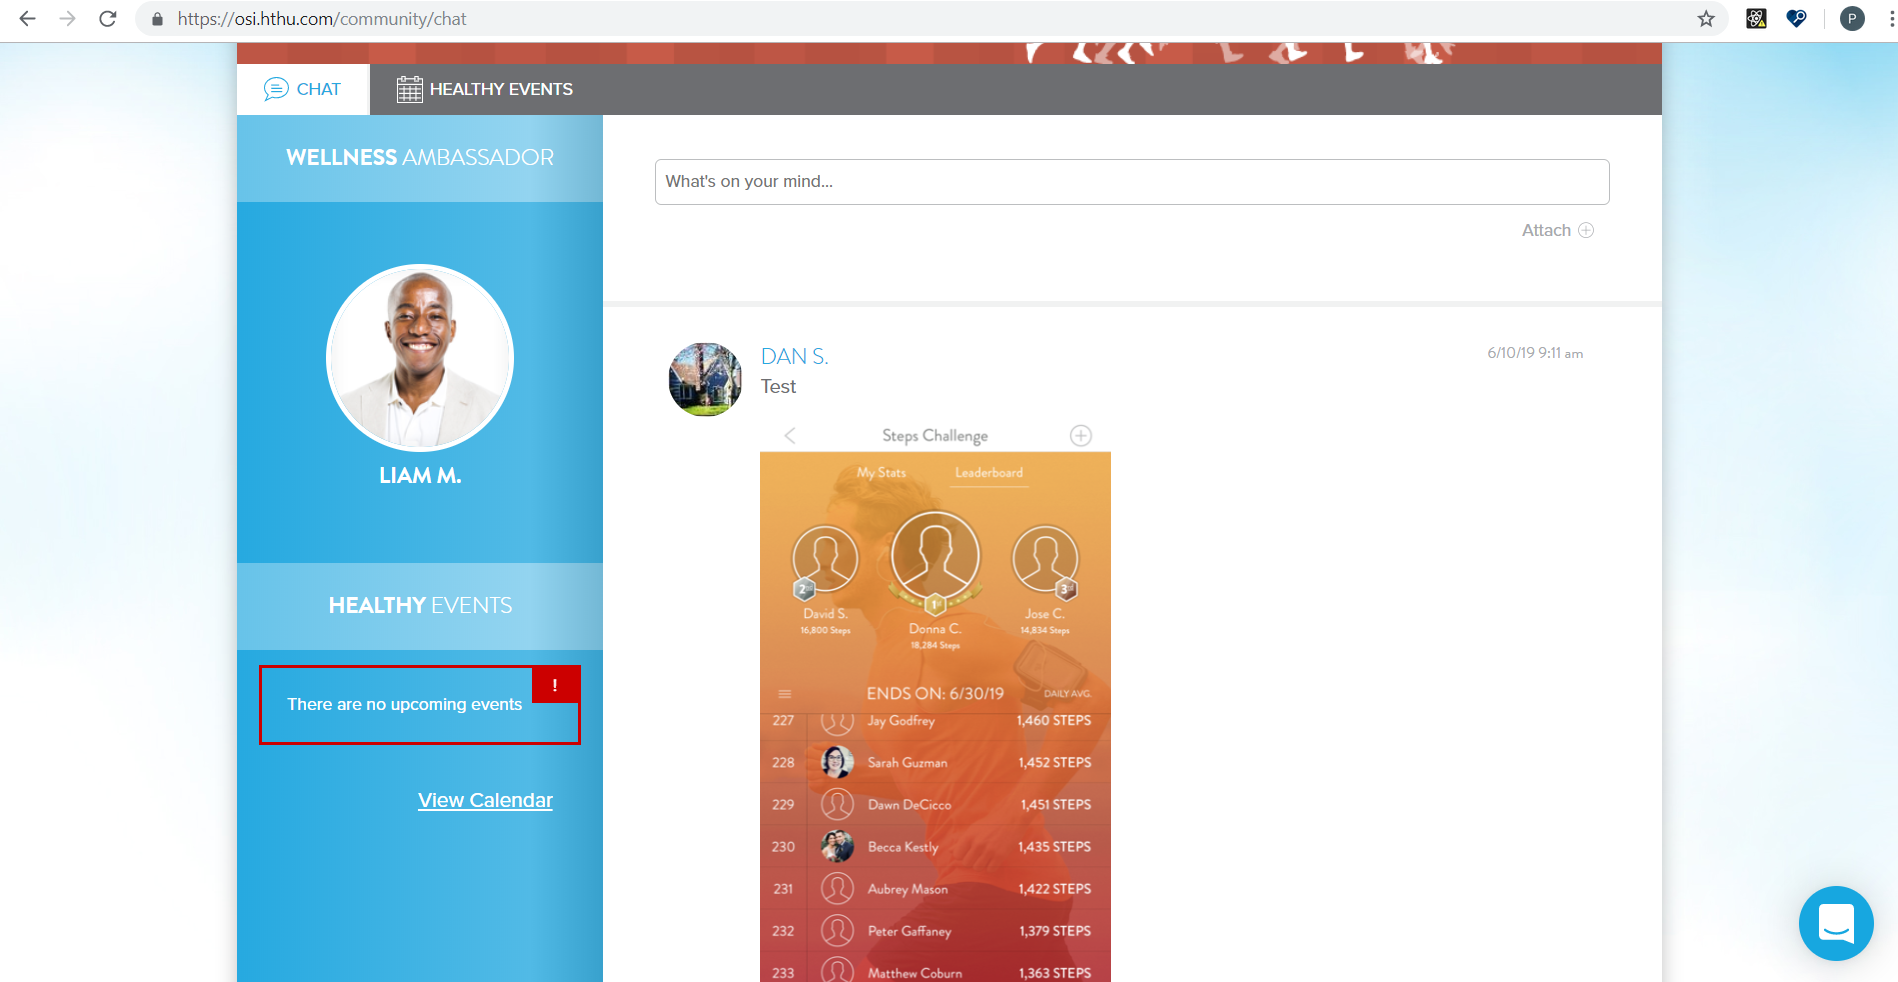 https://osi.hthu.com/community/chat
P
CHAT
HEALTHY EVENTS
WELLNESS AMBASSADOR
LIAM M.
HEALTHY EVENTS
There are no upcoming events
!
View Calendar
What's on your mind...
Attach
DAN S.
6/10/19 9:11 am
Test
Steps Challenge
My Stats
Leaderboard
2nd
1st
3rd
David S.
16,800 Steps
Donna C.
18,284 Steps
Jose C.
14,834 Steps
ENDS ON: 6/30/19
DAILY AVG.
227 Jay Godfrey 1,460 STEPS
228 Sarah Guzman 1,452 STEPS
229 Dawn DeCicco 1,451 STEPS
230 Becca Kestly 1,435 STEPS
231 Aubrey Mason 1,422 STEPS
232 Peter Gaffaney 1,379 STEPS
233 Matthew Coburn 1,363 STEPS